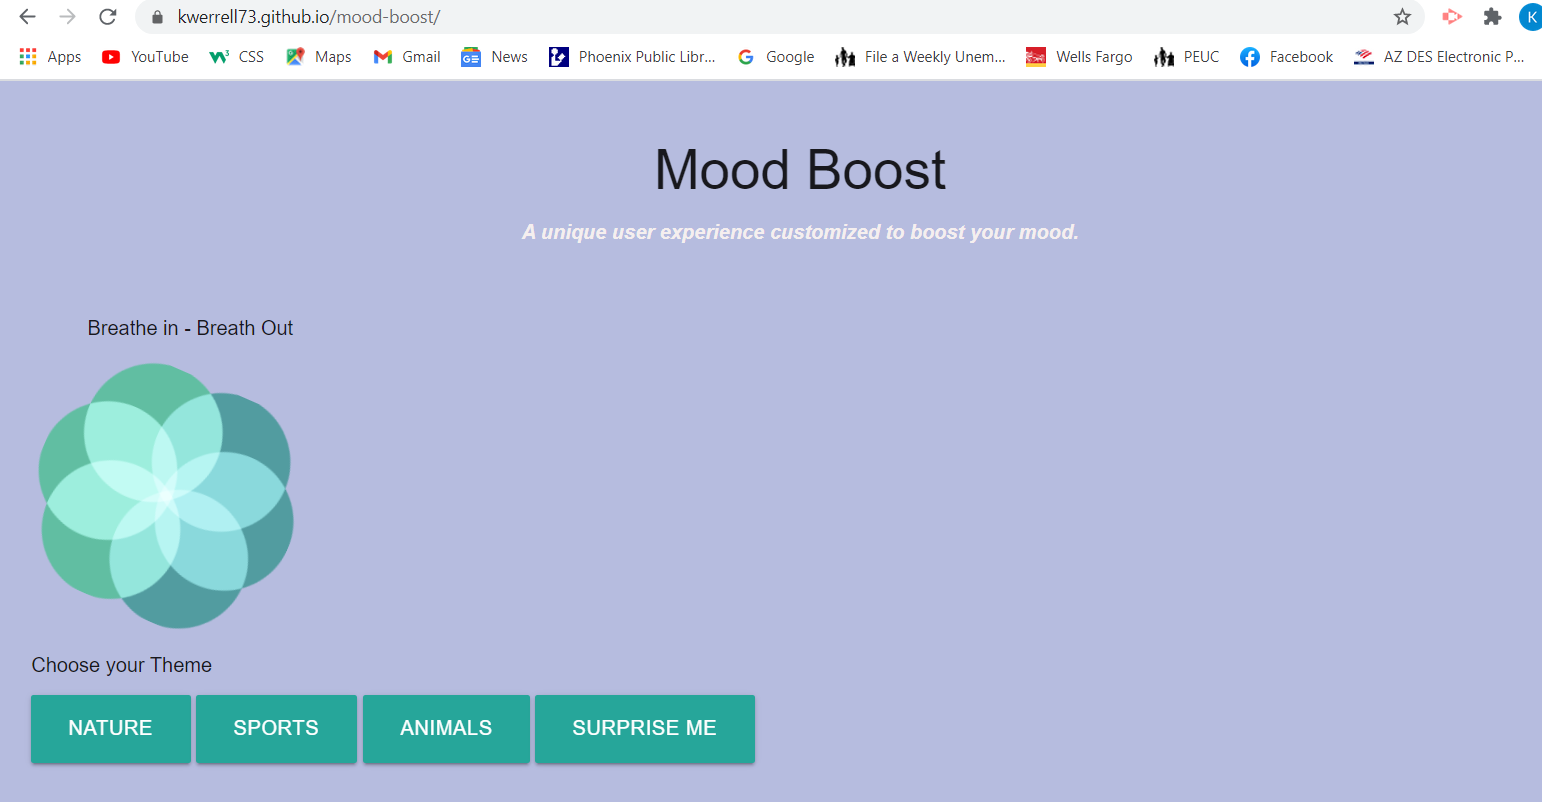 kwerrell73.github.io/mood-boost/
K
Apps YouTube CSS Maps Gmail News Phoenix Public Libr... Google File a Weekly Unem... Wells Fargo PEUC Facebook AZ DES Electronic P...
Mood Boost
A unique user experience customized to boost your mood.
Breathe in - Breath Out
Choose your Theme
NATURE SPORTS ANIMALS SURPRISE ME